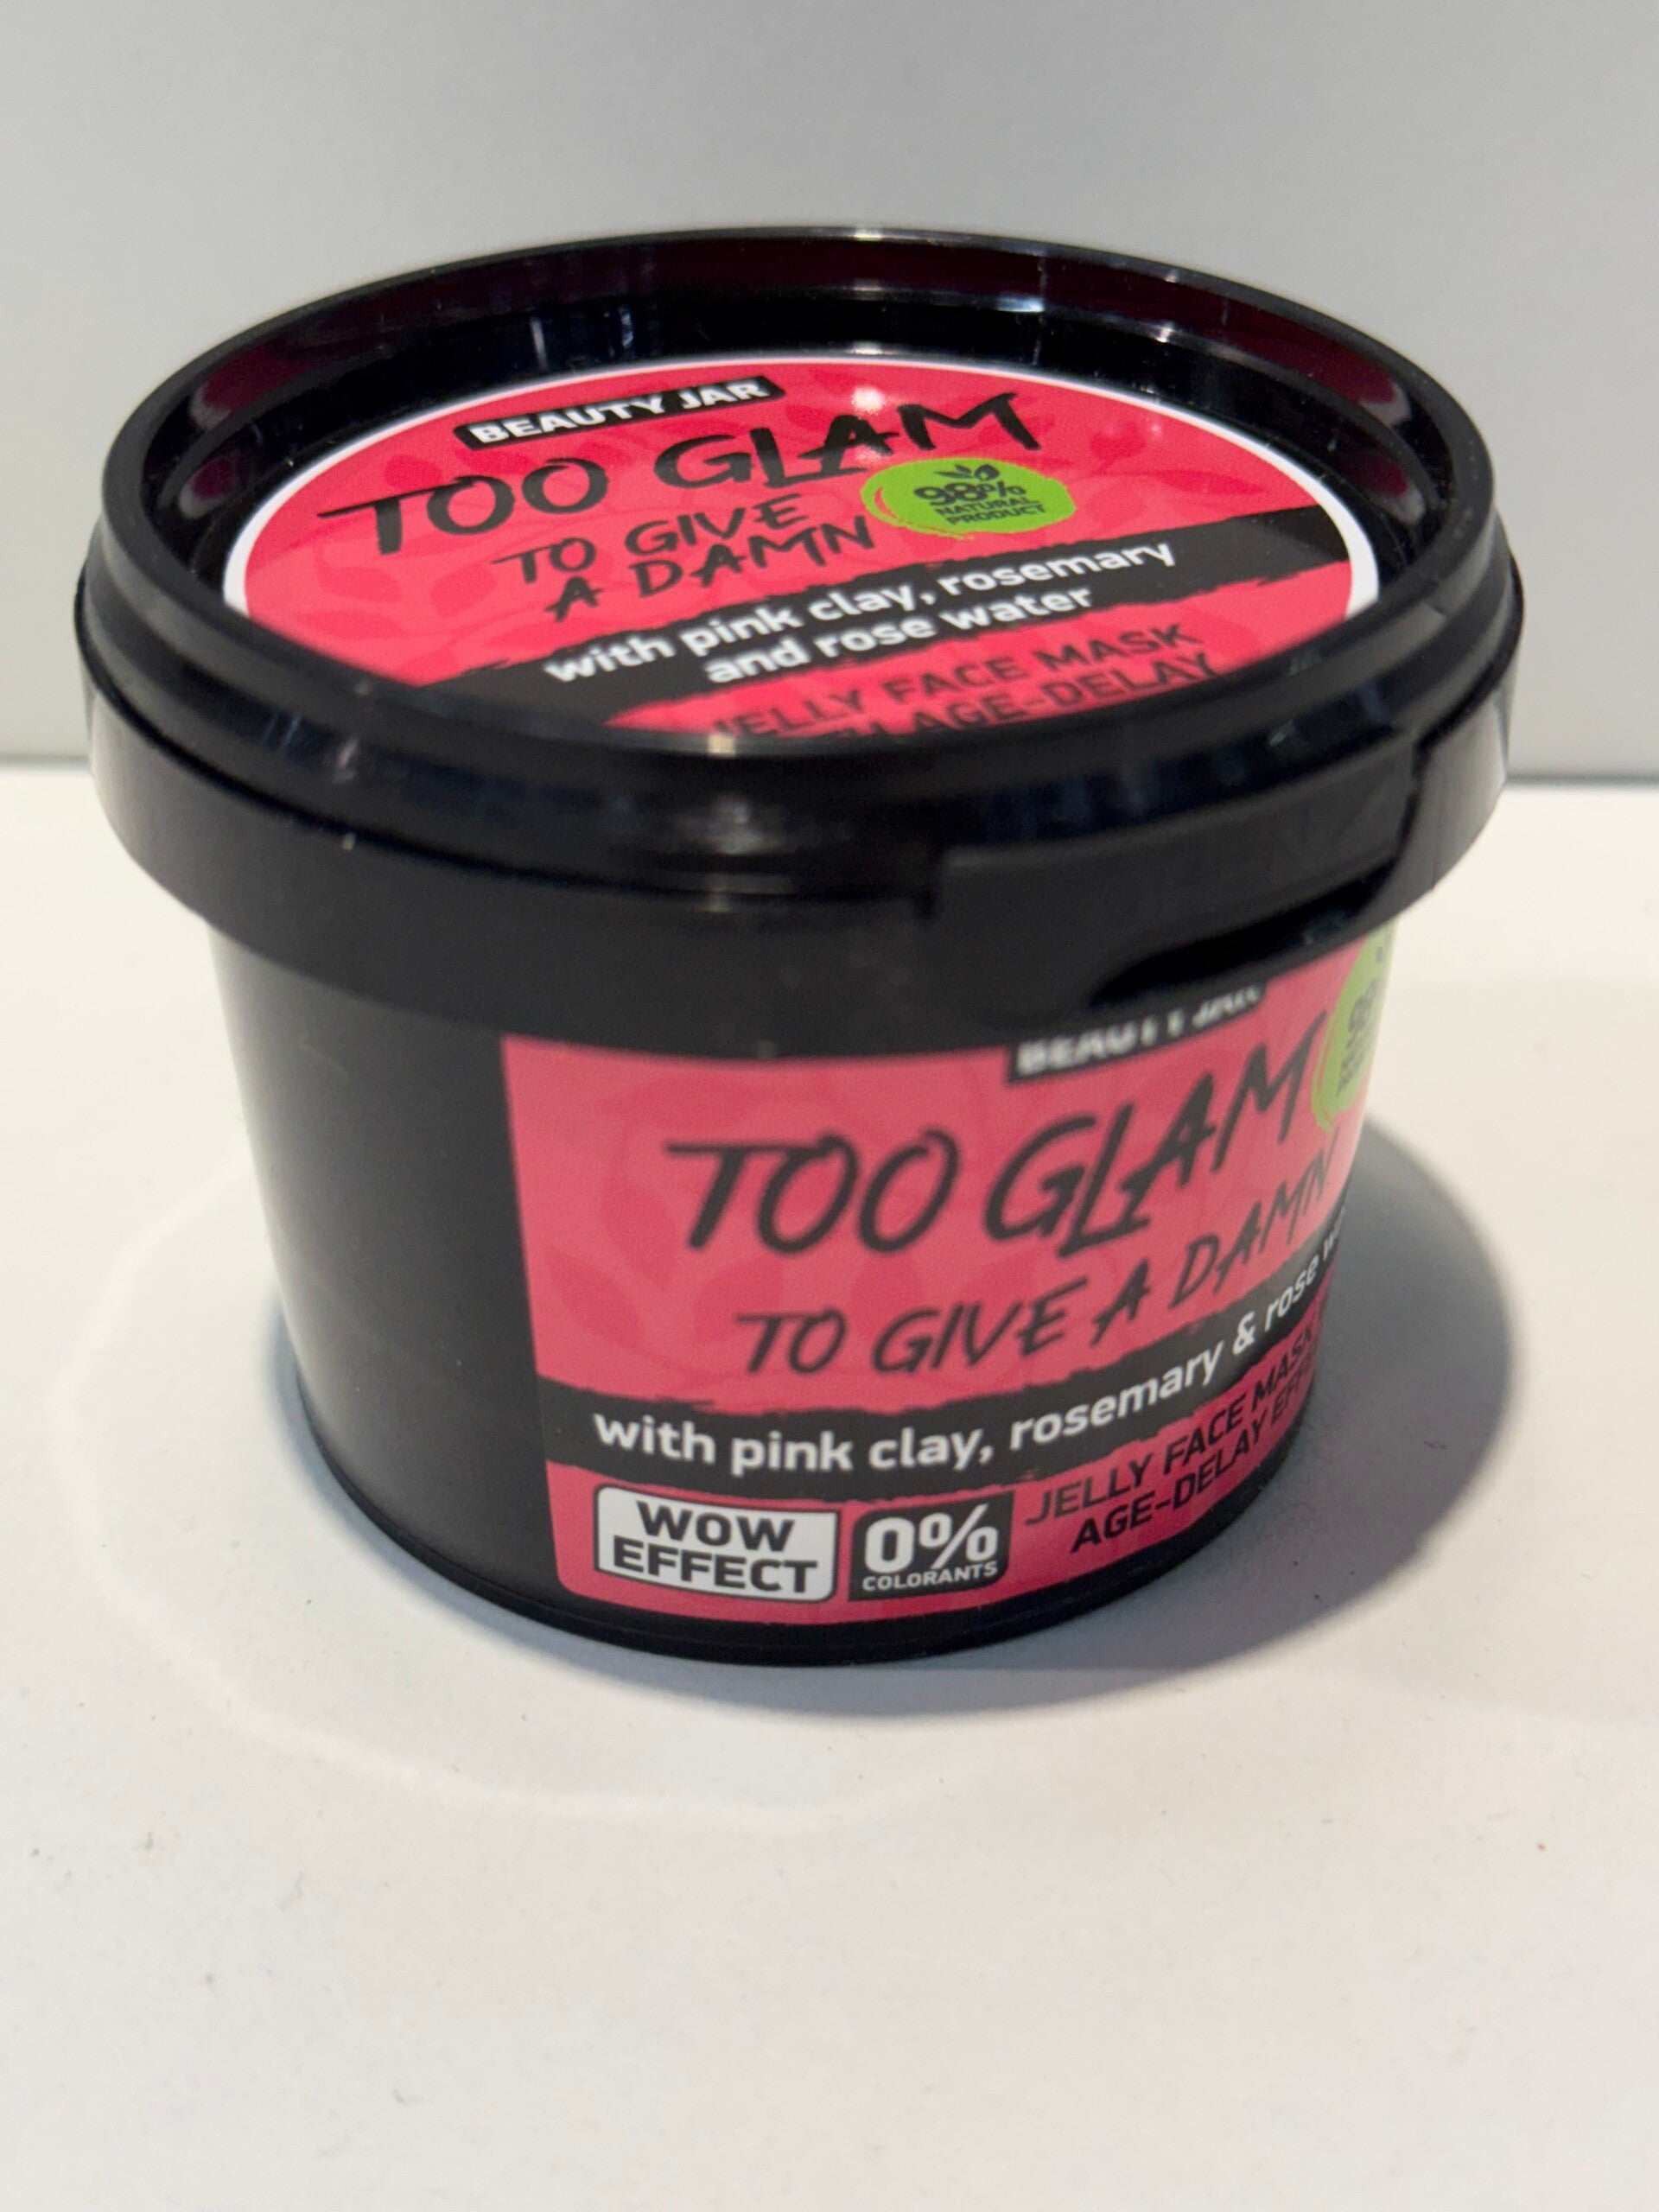 BEAUTY JAR
TOO GLAM
TO GIVE
A DAMN
98%
NATURAL
PRODUCT
with pink clay, rosemary
and rose water
JELLY FACE MASK
AGE-DELAY
BEAUTY JAR
TOO GLAM
TO GIVE A DAMN
with pink clay, rosemary & rose
WOW
EFFECT
0%
COLORANTS
JELLY FACE MASK
AGE-DELAY